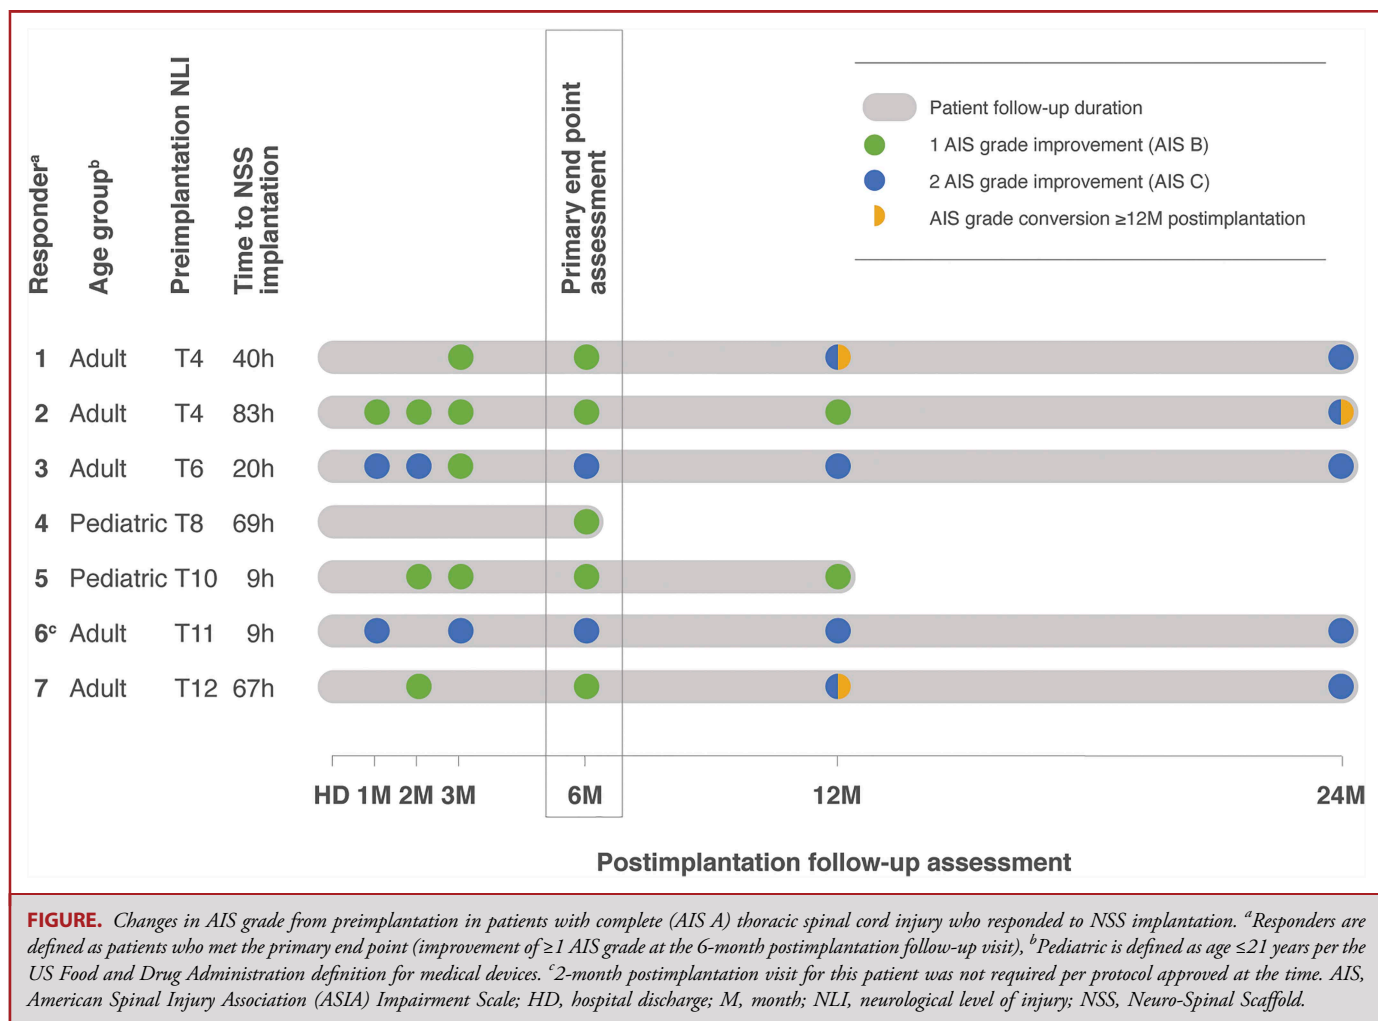 Responderᵃ
Age groupᵇ
Preimplantation NLI
Time to NSS
implantation
Primary end point
assessment
Patient follow-up duration
1 AIS grade improvement (AIS B)
2 AIS grade improvement (AIS C)
AIS grade conversion ≥12M postimplantation
1 Adult T4 40h
2 Adult T4 83h
3 Adult T6 20h
4 Pediatric T8 69h
5 Pediatric T10 9h
6ᶜ Adult T11 9h
7 Adult T12 67h
HD 1M 2M 3M 6M 12M 24M
Postimplantation follow-up assessment
FIGURE. Changes in AIS grade from preimplantation in patients with complete (AIS A) thoracic spinal cord injury who responded to NSS implantation. ᵃResponders are
defined as patients who met the primary end point (improvement of ≥1 AIS grade at the 6-month postimplantation follow-up visit), ᵇPediatric is defined as age ≤21 years per the
US Food and Drug Administration definition for medical devices. ᶜ2-month postimplantation visit for this patient was not required per protocol approved at the time. AIS,
American Spinal Injury Association (ASIA) Impairment Scale; HD, hospital discharge; M, month; NLI, neurological level of injury; NSS, Neuro-Spinal Scaffold.